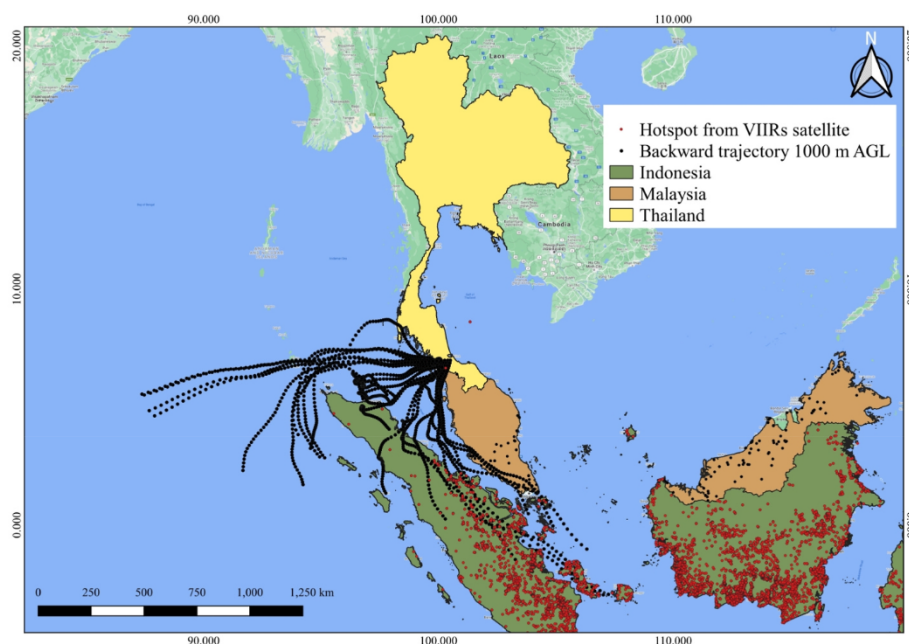 90.000 100.000 110.000
20.000
N
Laos
Hotspot from VIIRs satellite
Backward trajectory 1000 m AGL
Indonesia
Malaysia
Thailand
Cambodia
10.000
0.000
0 250 500 750 1,000 1,250 km
90.000 100.000 110.000